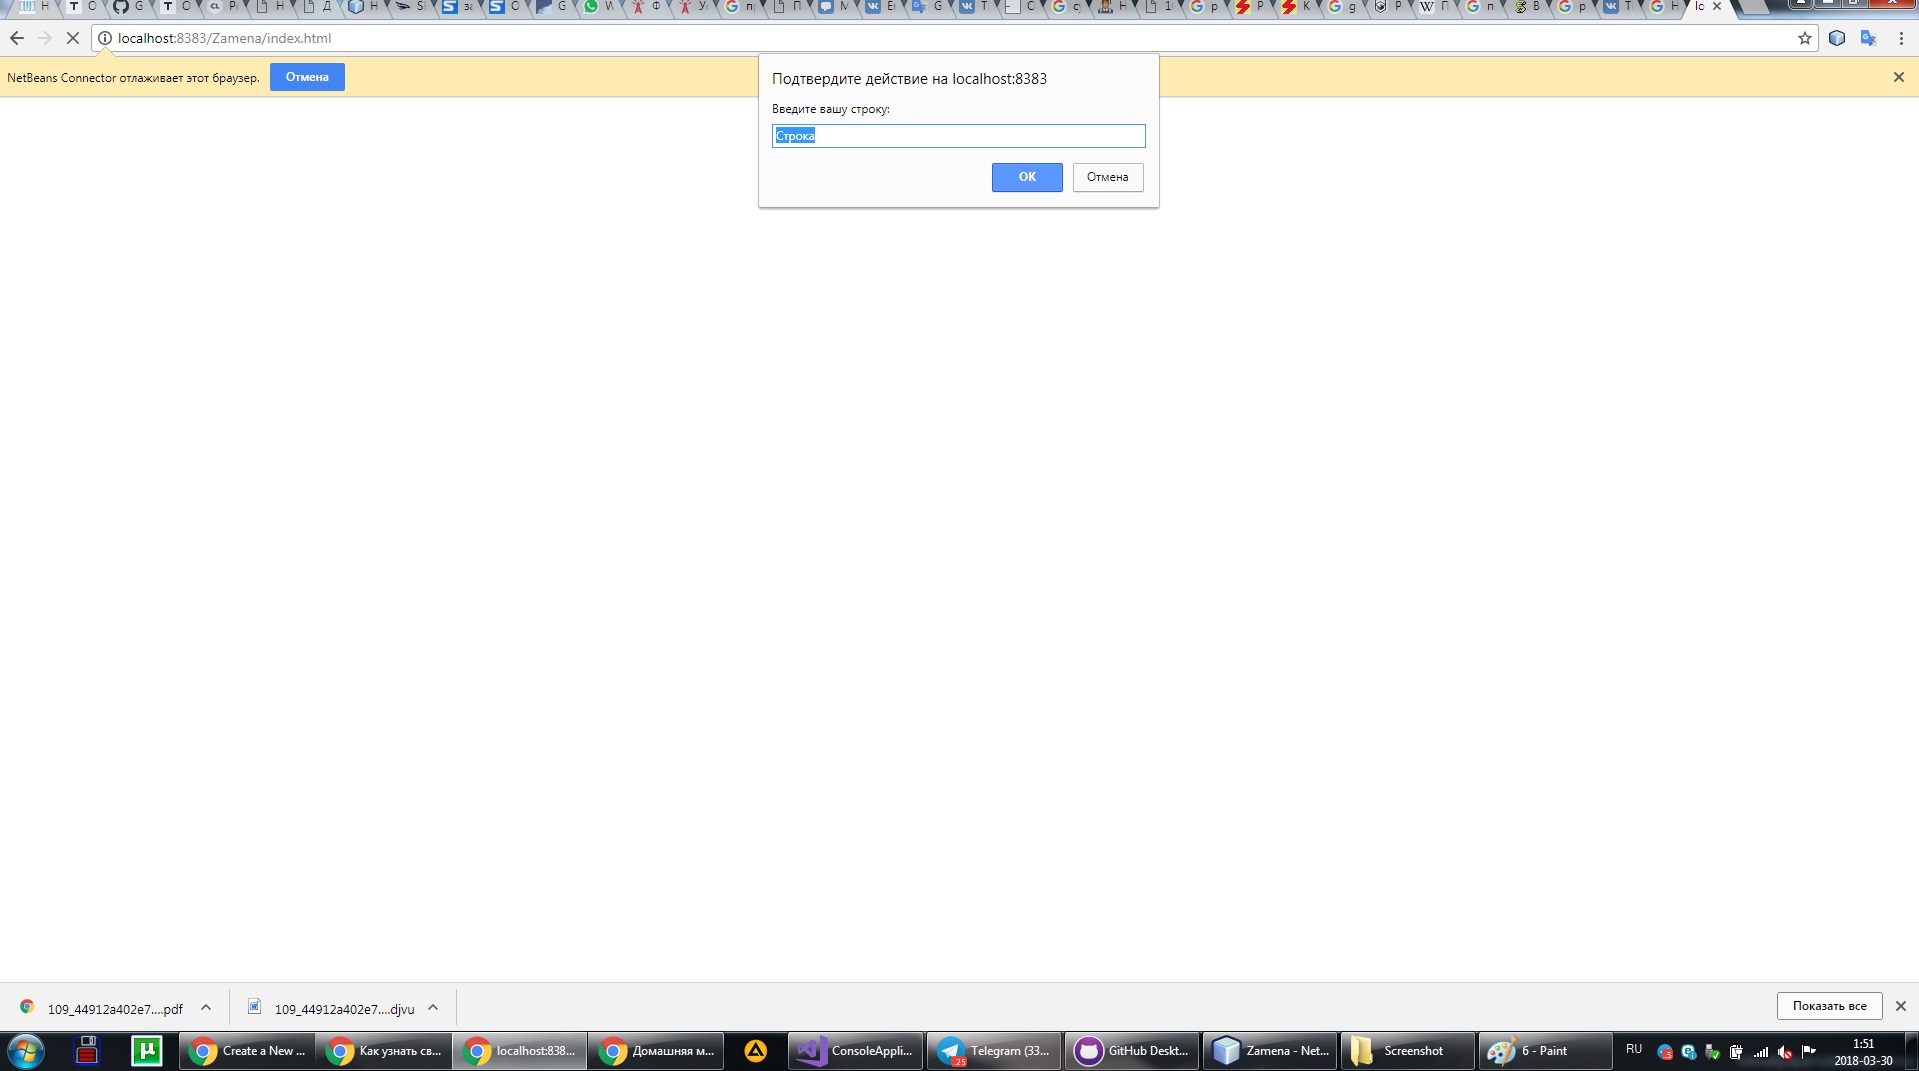 localhost:8383/Zamena/index.html
NetBeans Connector отлаживает этот браузер.
Отмена
Подтвердите действие на localhost:8383
Введите вашу строку:
Строка
ОК
Отмена
109_44912a402e7....pdf
109_44912a402e7....djvu
Показать все
Create a New ...
Как узнать св...
localhost:838...
Домашняя м...
ConsoleAppli...
Telegram (33...
GitHub Deskt...
Zamena - Net...
Screenshot
6 - Paint
RU
1:51
2018-03-30